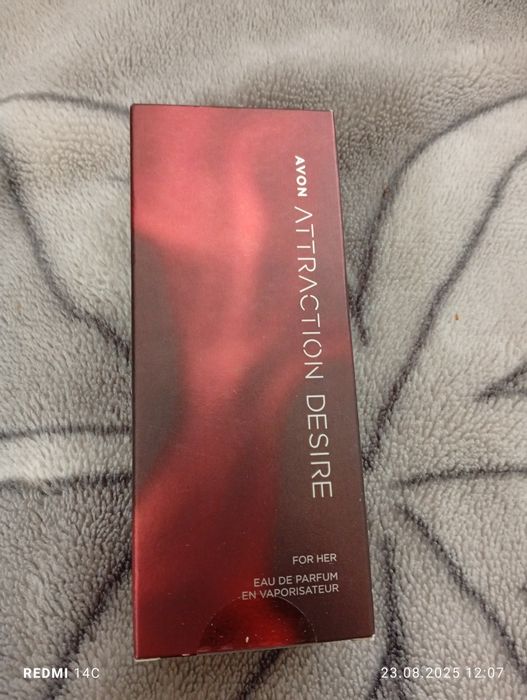 AVON ATTRACTION DESIRE
FOR HER
EAU DE PARFUM
EN VAPORISATEUR
REDMI 14C
23.08.2025 12:07